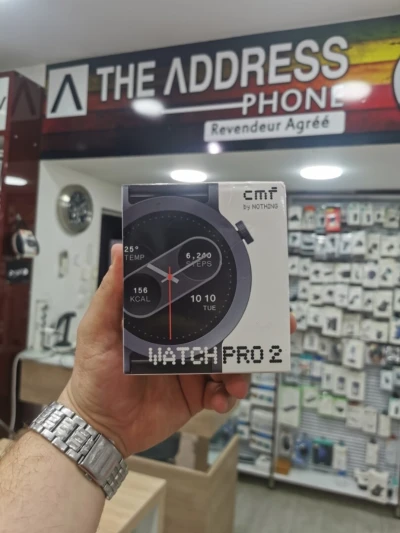 THE ADDRESS
PHONE
Revendeur Agréé
cmf
by NOTHING
25°
TEMP
6,240
STEPS
156
KCAL
10 10
TUE
WATCH PRO 2